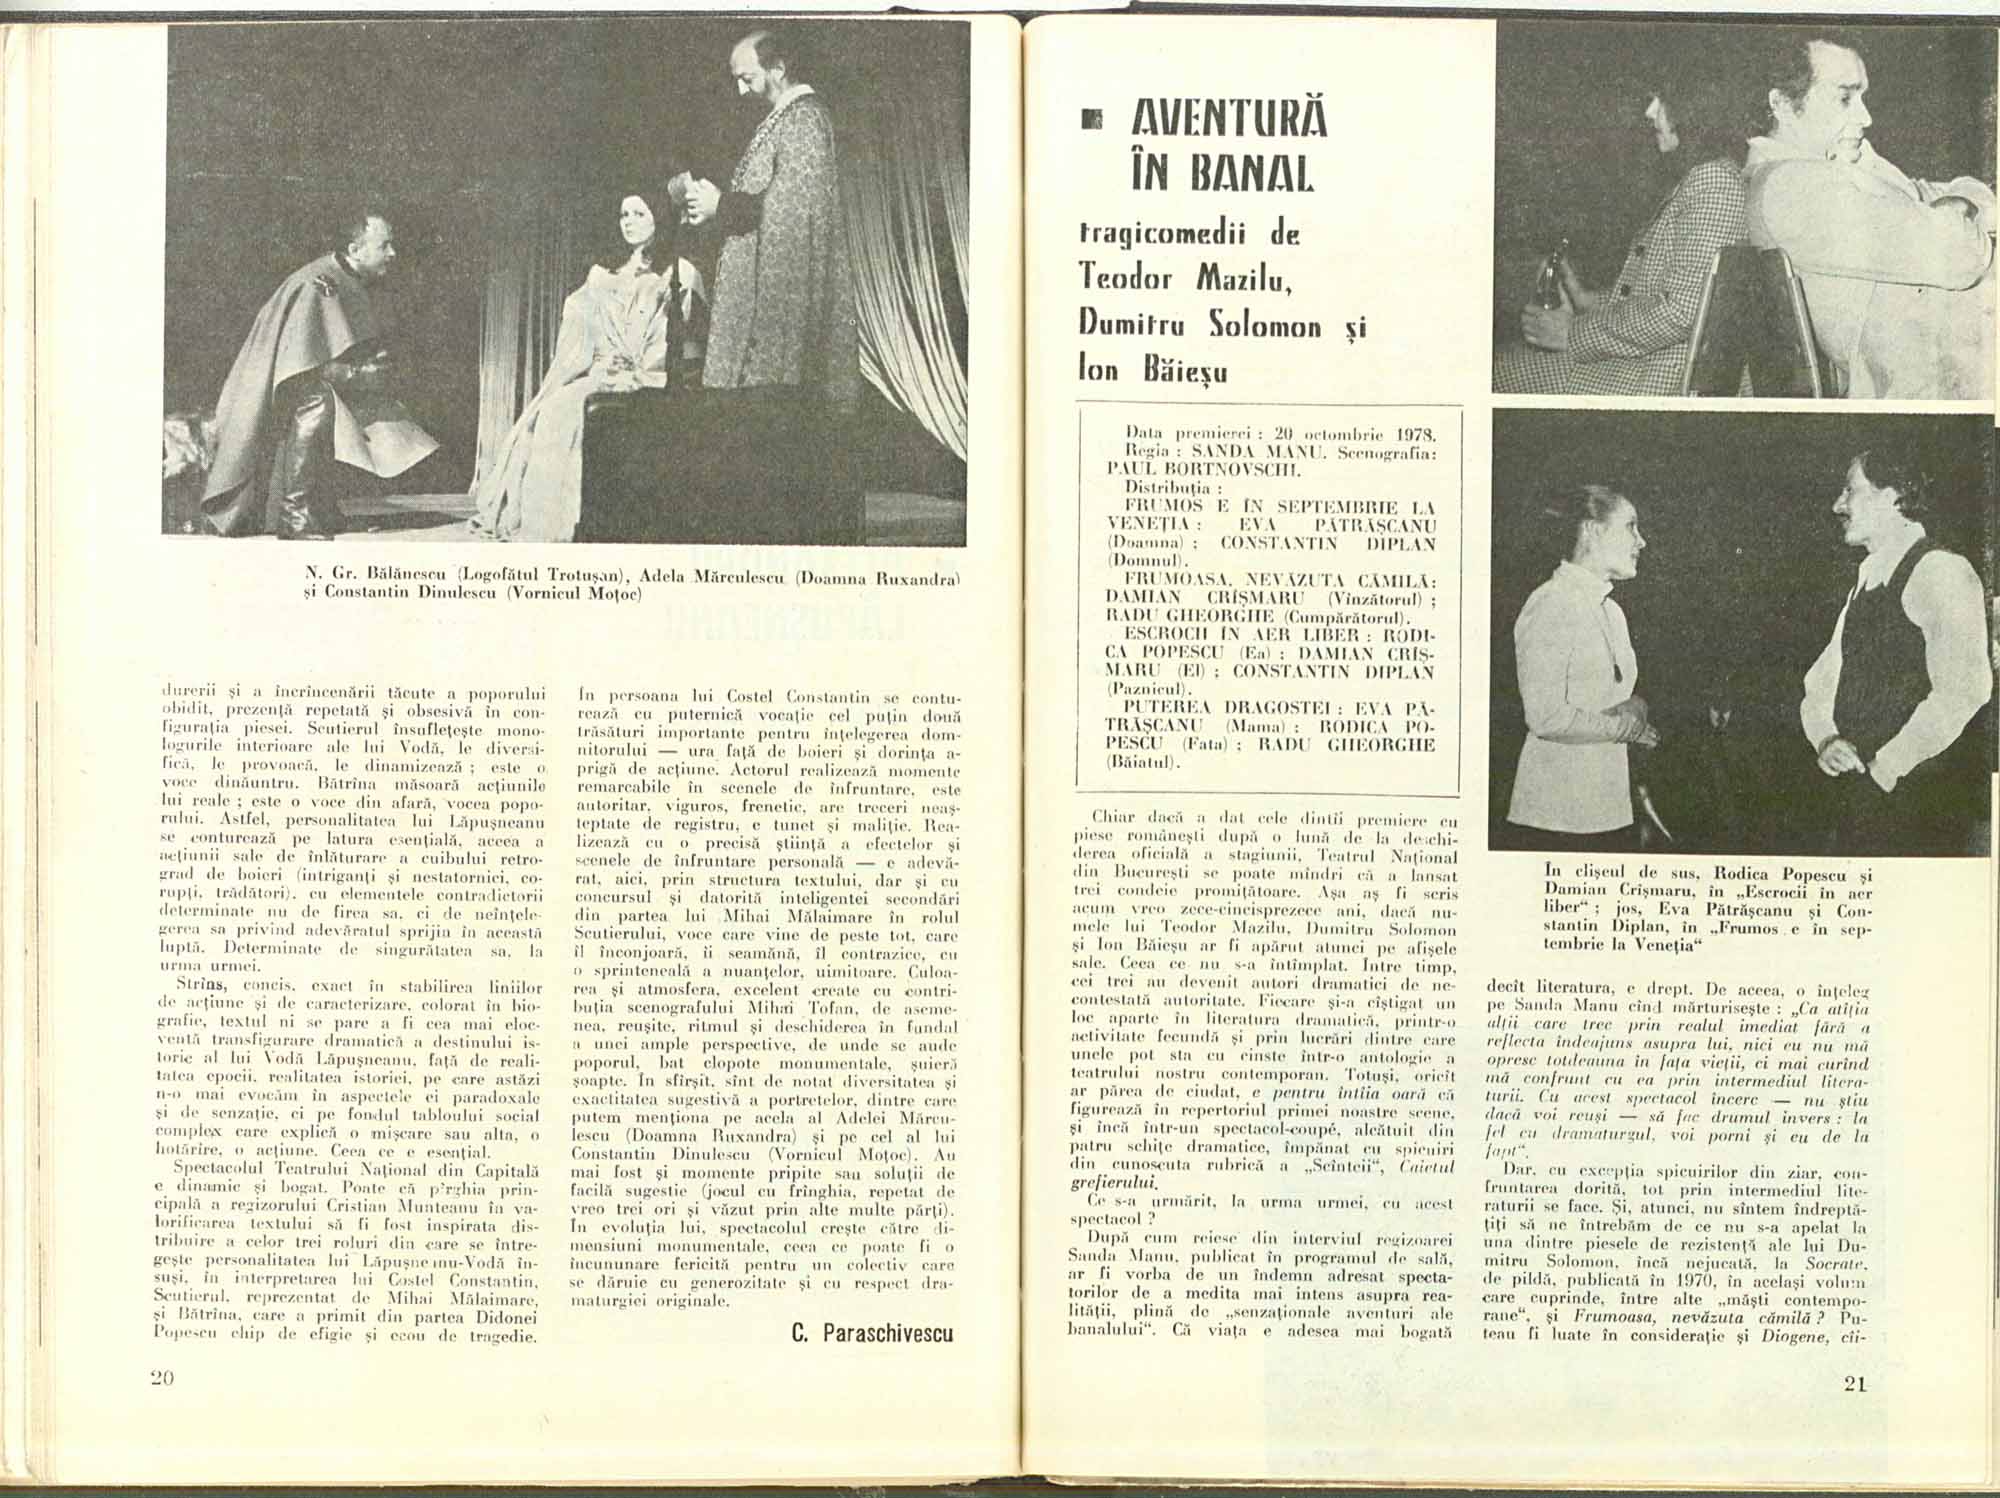 N. Gr. Bălănescu (Logofătul Trotușan), Adela Mărculescu (Doamna Ruxandra)
și Constantin Dinulescu (Vornicul Moțoc)
durerii și a încrîncenării tăcute a poporului
obidit, prezență repetată și obsesivă în con-
figurația piesei. Scutierul însuflețește mono-
logurile interioare ale lui Vodă, le diversi-
fică, le provoacă, le dinamizează ; este o
voce dinăuntru. Bătrîna măsoară acțiunile
lui reale ; este o voce din afară, vocea popo-
rului. Astfel, personalitatea lui Lăpușneanu
se conturează pe latura esențială, aceea a
acțiunii sale de înlăturare a cuibului retro-
grad de boieri (intriganți și nestatornici, co-
rupți, trădători), cu elementele contradictorii
determinate nu de firea sa, ci de neînțele-
gerea sa privind adevăratul sprijin în această
luptă. Determinate de singurătatea sa, la
urma urmei.
Strîns, concis, exact în stabilirea liniilor
de acțiune și de caracterizare, colorat în bio-
grafie, textul ni se pare a fi cea mai eloc-
ventă transfigurare dramatică a destinului is-
toric al lui Vodă Lăpușneanu, față de reali-
tatea epocii, realitatea istoriei, pe care astăzi
n-o mai evocăm în aspectele ei paradoxale
și de senzație, ci pe fondul tabloului social
complex care explică o mișcare sau alta, o
hotărîre, o acțiune. Ceea ce e esențial.
Spectacolul Teatrului Național din Capitală
e dinamic și bogat. Poate că pîrghia prin-
cipală a regizorului Cristian Munteanu în va-
lorificarea textului să fi fost inspirata dis-
tribuire a celor trei roluri din care se între-
gește personalitatea lui Lăpușneanu-Vodă în-
suși, în interpretarea lui Costel Constantin,
Scutierul, reprezentat de Mihai Mălaimare,
și Bătrîna, care a primit din partea Didonei
Popescu chip de efigie și ecou de tragedie.
În persoana lui Costel Constantin se contu-
rează cu puternică vocație cel puțin două
trăsături importante pentru înțelegerea dom-
nitorului — ura față de boieri și dorința a-
prigă de acțiune. Actorul realizează momente
remarcabile în scenele de înfruntare, este
autoritar, viguros, frenetic, are treceri neaș-
teptate de registru, e tunet și maliție. Rea-
lizează cu o precisă știință a efectelor și
scenele de înfruntare personală — e adevă-
rat, aici, prin structura textului, dar și cu
concursul și datorită inteligentei secondări
din partea lui Mihai Mălaimare în rolul
Scutierului, voce care vine de peste tot, care
îl înconjoară, îi seamănă, îl contrazice, cu
o sprinteneală a nuanțelor, uimitoare. Culoa-
rea și atmosfera, excelent create cu contri-
buția scenografului Mihai Tofan, de aseme-
nea, reușite, ritmul și deschiderea în fundal
a unei ample perspective, de unde se aude
poporul, bat clopote monumentale, șuieră
șoapte. În sfîrșit, sînt de notat diversitatea și
exactitatea sugestivă a portretelor, dintre care
putem menționa pe acela al Adelei Mărcu-
lescu (Doamna Ruxandra) și pe cel al lui
Constantin Dinulescu (Vornicul Moțoc). Au
mai fost și momente pripite sau soluții de
facilă sugestie (jocul cu frînghia, repetat de
vreo trei ori și văzut prin alte multe părți).
În evoluția lui, spectacolul crește către di-
mensiuni monumentale, ceea ce poate fi o
încununare fericită pentru un colectiv care
se dăruie cu generozitate și cu respect dra-
maturgiei originale.
C. Paraschivescu
20
AVENTURĂ
ÎN BANAL
tragicomedii de
Teodor Mazilu,
Dumitru Solomon și
Ion Băieșu
Data premierei : 20 octombrie 1978.
Regia : SANDA MANU. Scenografia:
PAUL BORTNOVSCHI.
Distribuția :
FRUMOS E ÎN SEPTEMBRIE LA
VENEȚIA : EVA PĂTRĂȘCANU
(Doamna) ; CONSTANTIN DIPLAN
(Domnul).
FRUMOASA, NEVĂZUTA CĂMILĂ:
DAMIAN CRÎȘMARU (Vînzătorul) ;
RADU GHEORGHE (Cumpărătorul).
ESCROCII ÎN AER LIBER : RODI-
CA POPESCU (Ea) ; DAMIAN CRÎȘ-
MARU (El) ; CONSTANTIN DIPLAN
(Paznicul).
PUTEREA DRAGOSTEI : EVA PĂ-
TRĂȘCANU (Mama) : RODICA PO-
PESCU (Fata) ; RADU GHEORGHE
(Băiatul).
Chiar dacă a dat cele dintîi premiere cu
piese românești după o lună de la deschi-
derea oficială a stagiunii, Teatrul Național
din București se poate mîndri că a lansat
trei condeie promițătoare. Așa aș fi scris
acum vreo zece-cincisprezece ani, dacă nu-
mele lui Teodor Mazilu, Dumitru Solomon
și Ion Băieșu ar fi apărut atunci pe afișele
sale. Ceea ce nu s-a întîmplat. Între timp,
cei trei au devenit autori dramatici de ne-
contestată autoritate. Fiecare și-a cîștigat un
loc aparte în literatura dramatică, printr-o
activitate fecundă și prin lucrări dintre care
unele pot sta cu cinste într-o antologie a
teatrului nostru contemporan. Totuși, oricît
ar părea de ciudat, e pentru întîia oară că
figurează în repertoriul primei noastre scene,
și încă într-un spectacol-coupé, alcătuit din
patru schițe dramatice, împănat cu spicuiri
din cunoscuta rubrică a „Scînteii“, Caietul
grefierului.
Ce s-a urmărit, la urma urmei, cu acest
spectacol ?
După cum reiese din interviul regizoarei
Sanda Manu, publicat în programul de sală,
ar fi vorba de un îndemn adresat specta-
torilor de a medita mai intens asupra rea-
lității, plină de „senzaționale aventuri ale
banalului“. Că viața e adesea mai bogată
În clișeul de sus, Rodica Popescu și
Damian Crîșmaru, în „Escrocii în aer
liber“ ; jos, Eva Pătrășcanu și Con-
stantin Diplan, în „Frumos e în sep-
tembrie la Veneția“
decît literatura, e drept. De aceea, o înțeleg
pe Sanda Manu cînd mărturisește : „Ca atîția
alții care trec prin realul imediat fără a
reflecta îndeajuns asupra lui, nici eu nu mă
opresc totdeauna în fața vieții, ci mai curînd
mă confrunt cu ea prin intermediul litera-
turii. Cu acest spectacol încerc — nu știu
dacă voi reuși — să fac drumul invers : la
fel cu dramaturgul, voi porni și eu de la
fapt“.
Dar, cu excepția spicuirilor din ziar, con-
fruntarea dorită, tot prin intermediul lite-
raturii se face. Și, atunci, nu sîntem îndreptă-
țiți să ne întrebăm de ce nu s-a apelat la
una dintre piesele de rezistență ale lui Du-
mitru Solomon, încă nejucată, la Socrate,
de pildă, publicată în 1970, în același volum
care cuprinde, între alte „măști contempo-
rane“, și Frumoasa, nevăzuta cămilă ? Pu-
teau fi luate în considerație și Diogene, cîi-
21